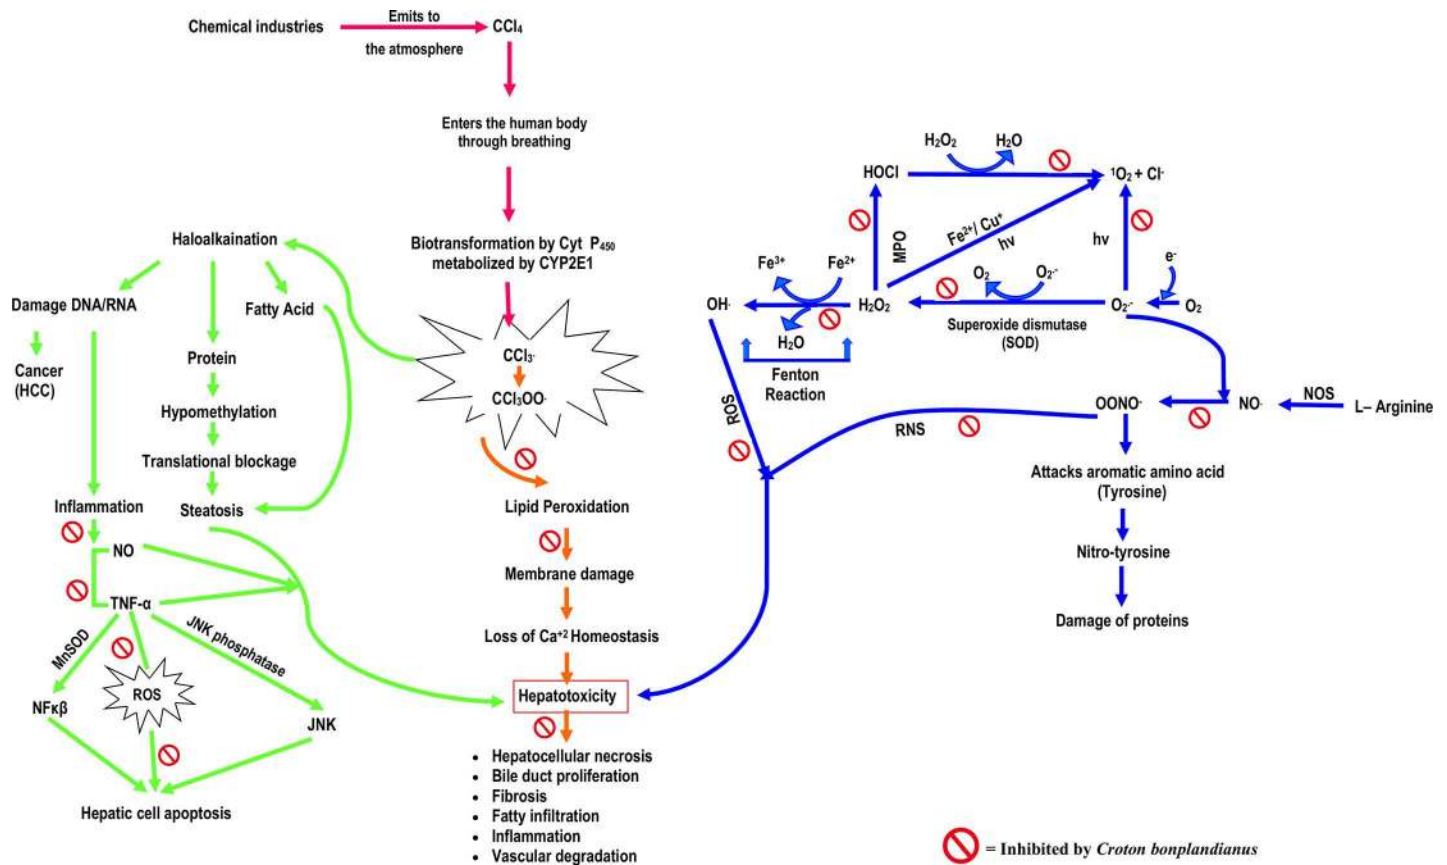 Chemical industries
Emits to
the atmosphere
CCl₄
Enters the human body
through breathing
Biotransformation by Cyt P₄₅₀
metabolized by CYP2E1
CCl₃·
CCl₃OO·
Lipid Peroxidation
Membrane damage
Loss of Ca⁺² Homeostasis
Hepatotoxicity
• Hepatocellular necrosis
• Bile duct proliferation
• Fibrosis
• Fatty infiltration
• Inflammation
• Vascular degradation
Haloalkaination
Damage DNA/RNA
Fatty Acid
Cancer
(HCC)
Protein
Hypomethylation
Translational blockage
Inflammation
Steatosis
NO
TNF-α
MnSOD
JNK phosphatase
ROS
NFκβ
JNK
Hepatic cell apoptosis
H₂O₂
H₂O
HOCl
¹O₂ + Cl·
MPO
Fe²⁺/ Cu⁺
hv
hv
e⁻
Fe³⁺
Fe²⁺
O₂
O₂·⁻
OH·
H₂O₂
O₂·⁻
O₂
Superoxide dismutase
(SOD)
H₂O
Fenton
Reaction
ROS
RNS
OONO·
NO·
NOS
L– Arginine
Attacks aromatic amino acid
(Tyrosine)
Nitro-tyrosine
Damage of proteins
= Inhibited by Croton bonplandianus